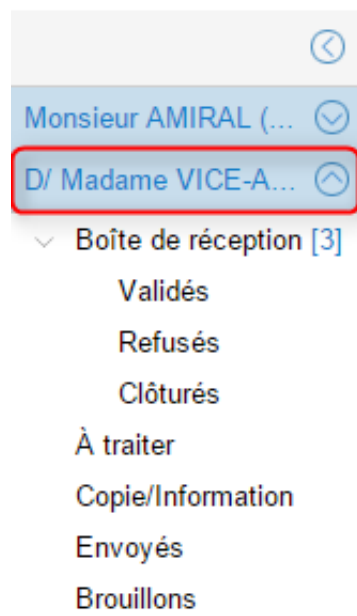 Monsieur AMIRAL (...
D/ Madame VICE-A...
Boîte de réception [3]
Validés
Refusés
Clôturés
À traiter
Copie/Information
Envoyés
Brouillons